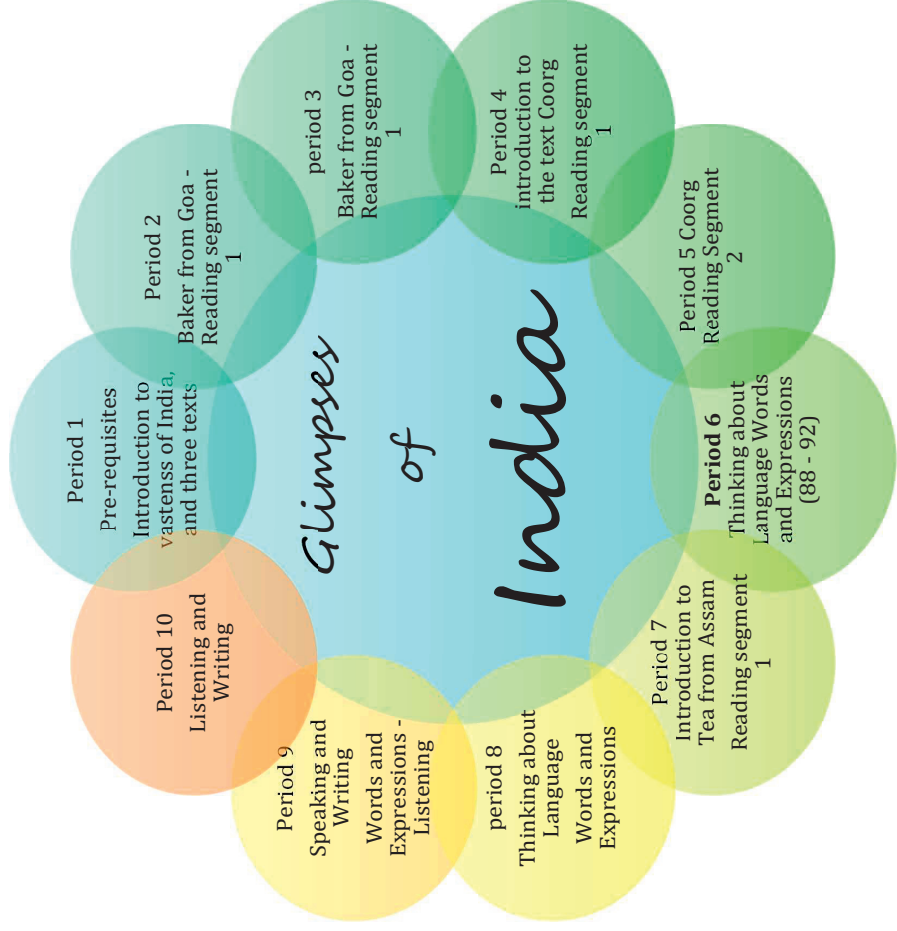 Glimpses
of
India
Period 1
Pre-requisites
Introduction to
vastenss of India,
and three texts
Period 2
Baker from Goa -
Reading segment
1
period 3
Baker from Goa -
Reading segment
1
Period 4
introduction to
the text Coorg
Reading segment
1
Period 5 Coorg
Reading Segment
2
Period 6
Thinking about
Language Words
and Expressions
(88 - 92)
Period 7
Introduction to
Tea from Assam
Reading segment
1
period 8
Thinking about
Language
Words and
Expressions
Period 9
Speaking and
Writing
Words and
Expressions -
Listening
Period 10
Listening and
Writing